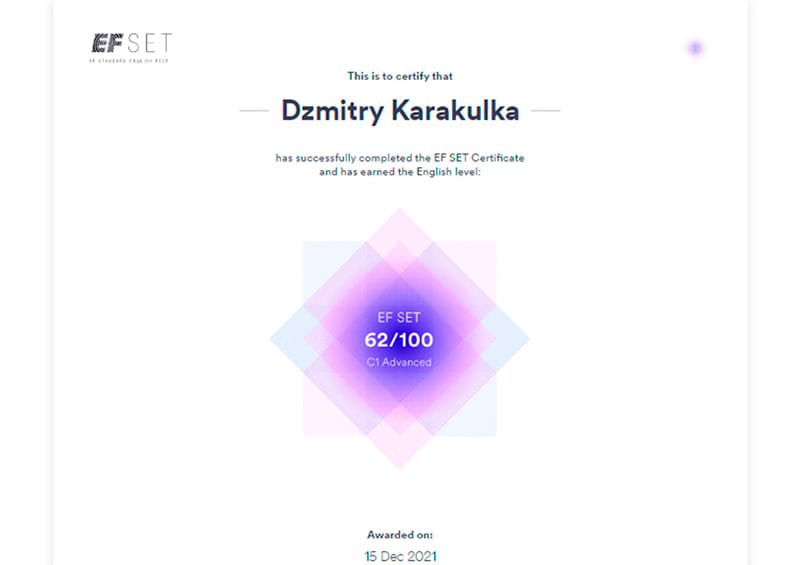 EF SET
EF STANDARD ENGLISH TEST
This is to certify that
Dzmitry Karakulka
has successfully completed the EF SET Certificate
and has earned the English level:
EF SET
62/100
C1 Advanced
Awarded on:
15 Dec 2021